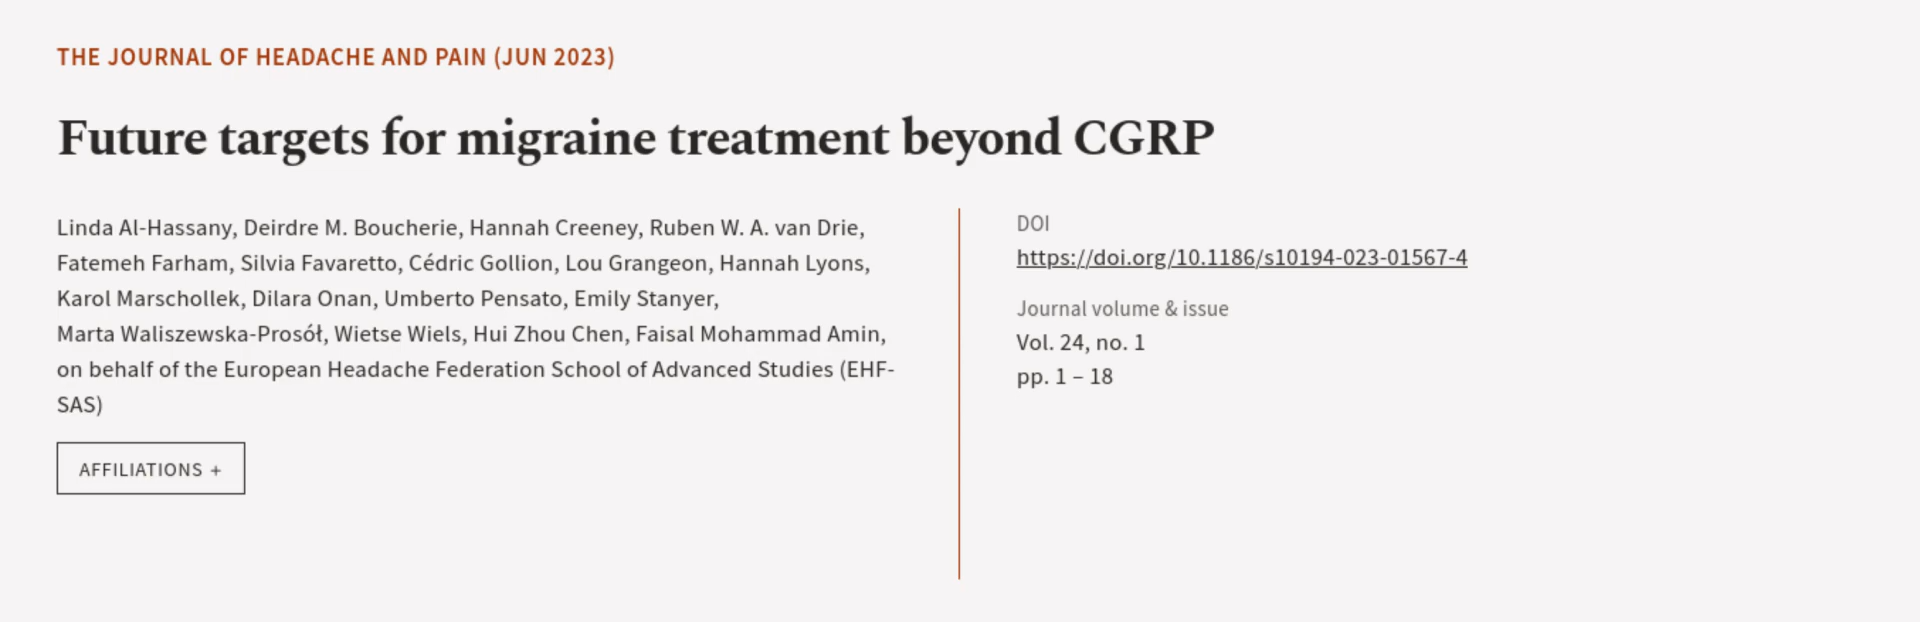 THE JOURNAL OF HEADACHE AND PAIN (JUN 2023)
Future targets for migraine treatment beyond CGRP
Linda Al-Hassany, Deirdre M. Boucherie, Hannah Creeney, Ruben W. A. van Drie,
Fatemeh Farham, Silvia Favaretto, Cédric Gollion, Lou Grangeon, Hannah Lyons,
Karol Marschollek, Dilara Onan, Umberto Pensato, Emily Stanyer,
Marta Waliszewska-Prosół, Wietse Wiels, Hui Zhou Chen, Faisal Mohammad Amin,
on behalf of the European Headache Federation School of Advanced Studies (EHF-
SAS)
AFFILIATIONS +
DOI
https://doi.org/10.1186/s10194-023-01567-4
Journal volume & issue
Vol. 24, no. 1
pp. 1 – 18